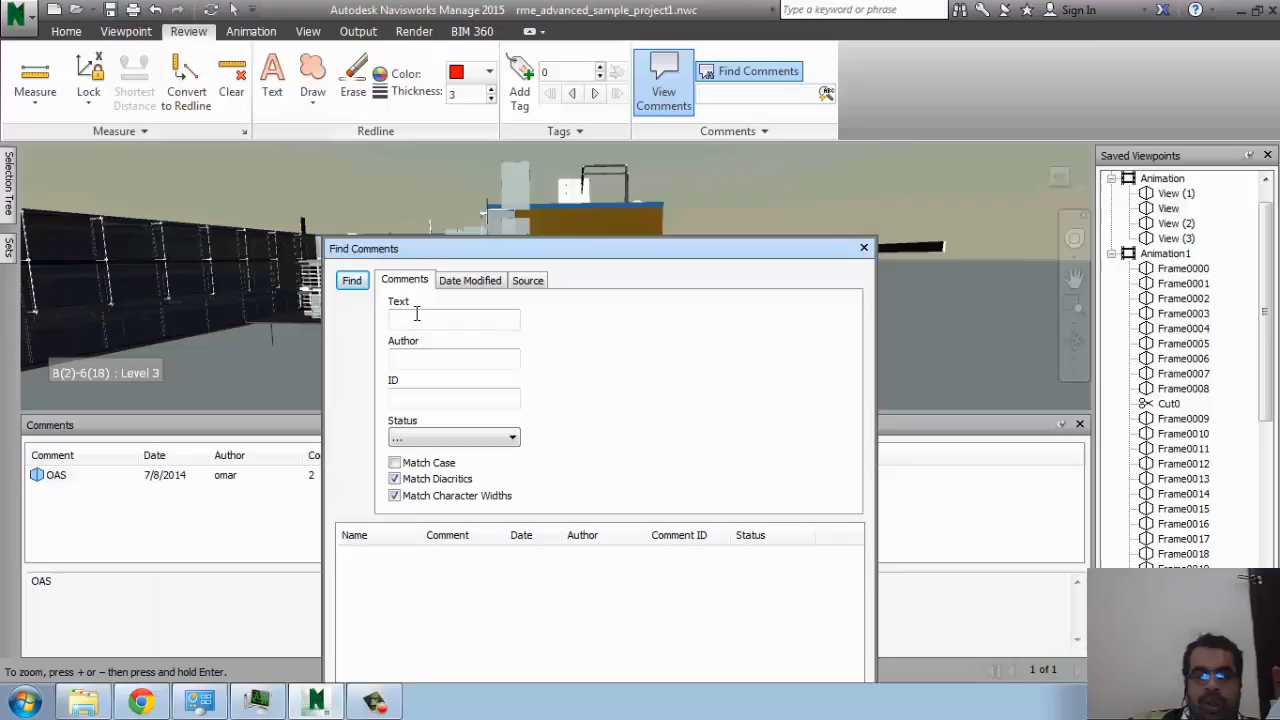 Autodesk Navisworks Manage 2015 rme_advanced_sample_project1.nwc
Type a keyword or phrase
Sign In
Home Viewpoint Review Animation View Output Render BIM 360
Measure
Lock
Shortest Distance
Convert to Redline
Clear
Text
Draw
Erase
Color:
Thickness: 3
Add Tag
0
View Comments
Find Comments
Measure
Redline
Tags
Comments
Selection Tree
Sets
B(2)-6(18) : Level 3
Find Comments
Find
Comments Date Modified Source
Text
Author
ID
Status
...
Match Case
Match Diacritics
Match Character Widths
Name Comment Date Author Comment ID Status
Comments
Comment Date Author Co
OAS 7/8/2014 omar 2
OAS
Saved Viewpoints
Animation
View (1)
View
View (2)
View (3)
Animation1
Frame0000
Frame0001
Frame0002
Frame0003
Frame0004
Frame0005
Frame0006
Frame0007
Frame0008
Cut0
Frame0009
Frame0010
Frame0011
Frame0012
Frame0013
Frame0014
Frame0015
Frame0016
Frame0017
Frame0018
To zoom, press + or – then press and hold Enter.
1 of 1